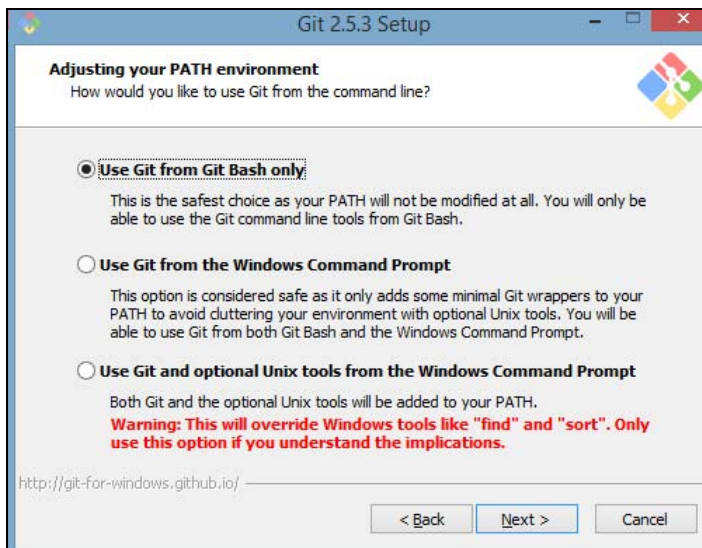 Git 2.5.3 Setup
Adjusting your PATH environment
How would you like to use Git from the command line?
Use Git from Git Bash only
This is the safest choice as your PATH will not be modified at all. You will only be
able to use the Git command line tools from Git Bash.
Use Git from the Windows Command Prompt
This option is considered safe as it only adds some minimal Git wrappers to your
PATH to avoid cluttering your environment with optional Unix tools. You will be
able to use Git from both Git Bash and the Windows Command Prompt.
Use Git and optional Unix tools from the Windows Command Prompt
Both Git and the optional Unix tools will be added to your PATH.
Warning: This will override Windows tools like "find" and "sort". Only
use this option if you understand the implications.
http://git-for-windows.github.io/
< Back Next > Cancel